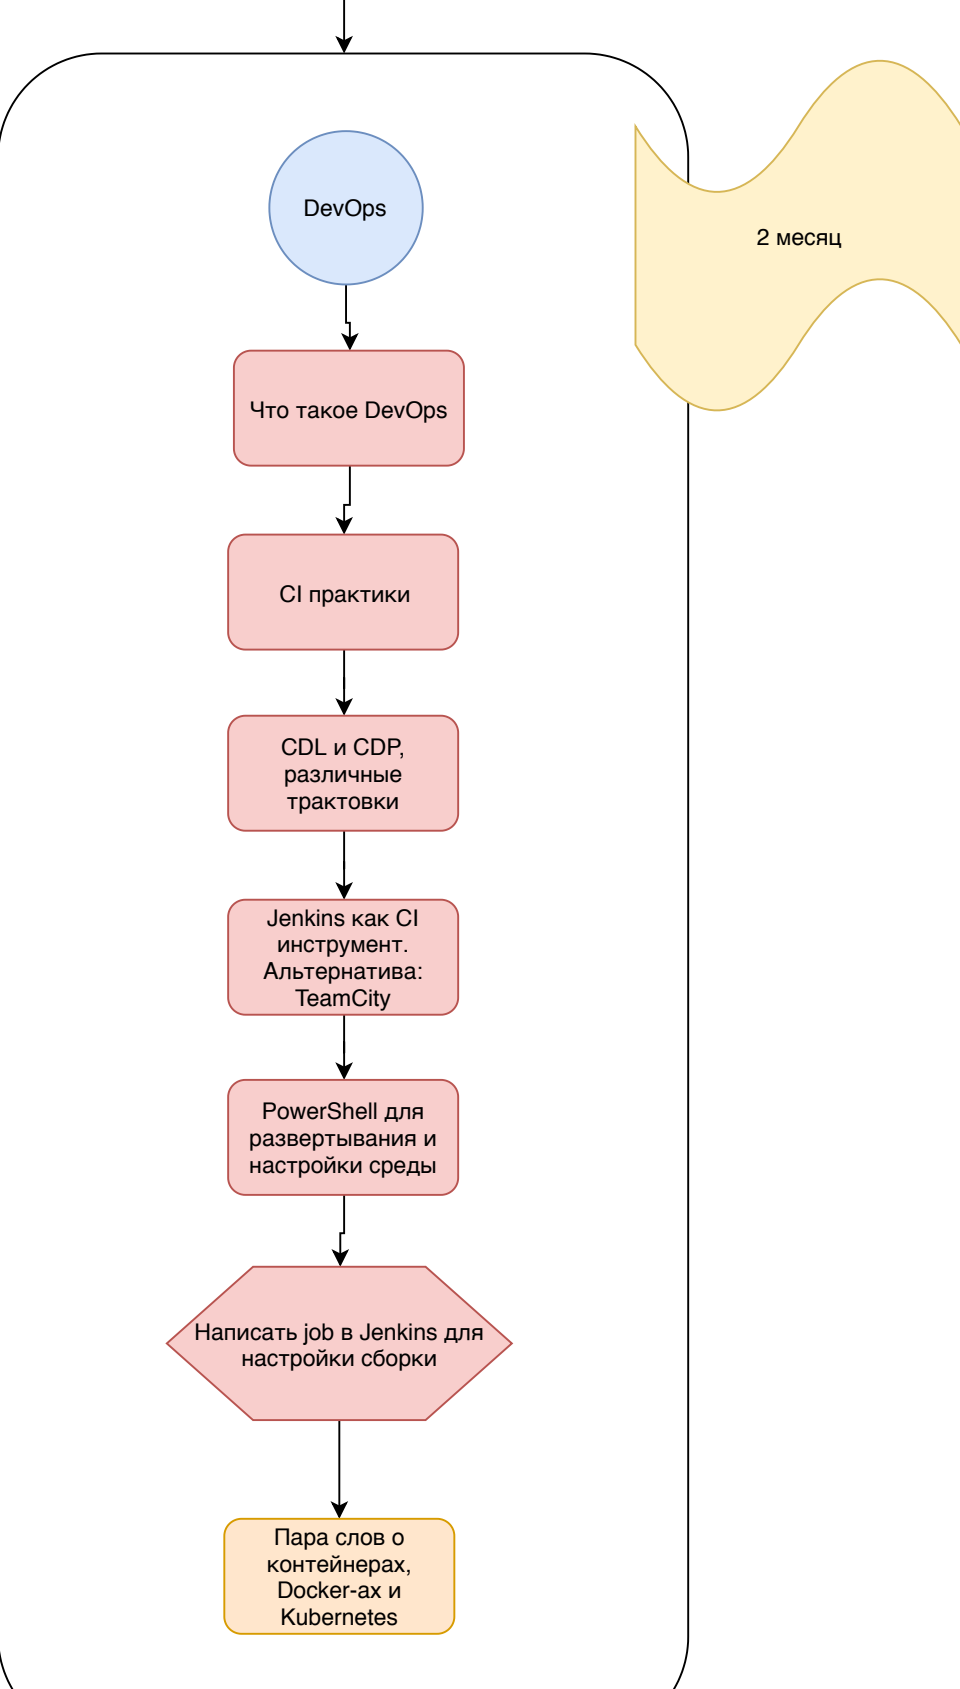 DevOps
2 месяц
Что такое DevOps
CI практики
CDL и CDP,
различные
трактовки
Jenkins как CI
инструмент.
Альтернатива:
TeamCity
PowerShell для
развертывания и
настройки среды
Написать job в Jenkins для
настройки сборки
Пара слов о
контейнерах,
Docker-ах и
Kubernetes